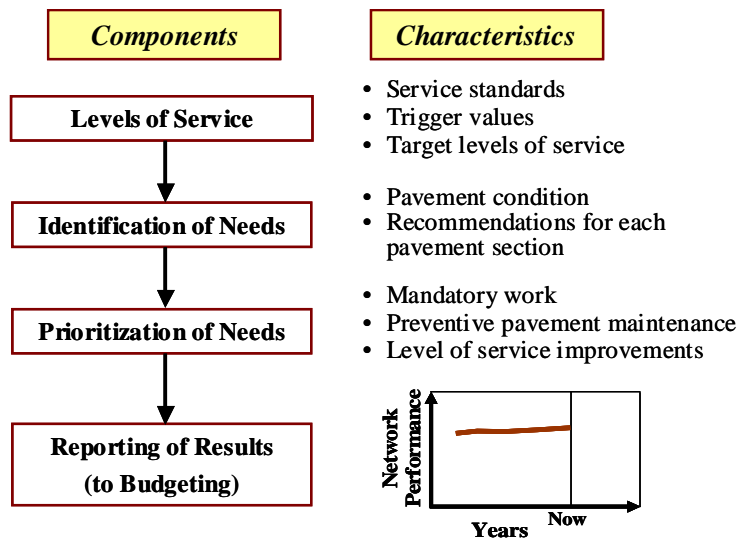 Components
Characteristics
Levels of Service
• Service standards
• Trigger values
• Target levels of service
Identification of Needs
• Pavement condition
• Recommendations for each
pavement section
Prioritization of Needs
• Mandatory work
• Preventive pavement maintenance
• Level of service improvements
Reporting of Results
(to Budgeting)
Network
Performance
Now
Years